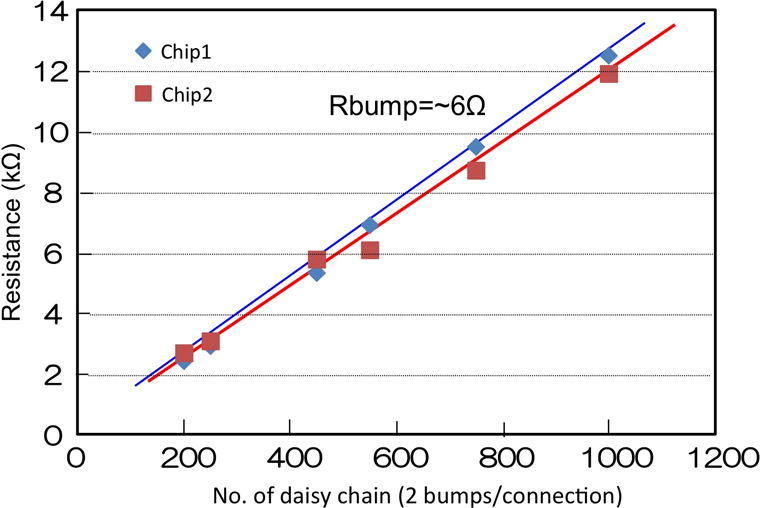 14
12
10
8
6
4
2
0
Resistance (kΩ)
Chip1
Chip2
Rbump=~6Ω
0 200 400 600 800 1000 1200
No. of daisy chain (2 bumps/connection)